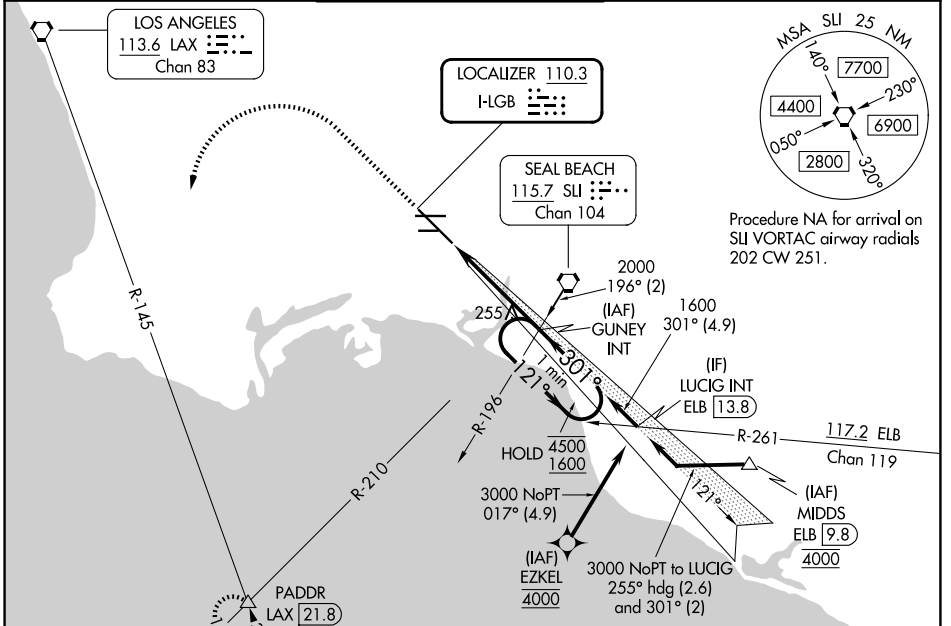 LOS ANGELES
113.6 LAX
Chan 83
LOCALIZER 110.3
I-LGB
SEAL BEACH
115.7 SLI
Chan 104
MSA SLI 25 NM
140°
7700
230°
4400
6900
050°
2800
320°
Procedure NA for arrival on
SLI VORTAC airway radials
202 CW 251.
2000
196° (2)
(IAF)
GUNEY
INT
1600
301° (4.9)
(IF)
LUCIG INT
ELB 13.8
255
1 min
301°
121°
R-145
R-196
R-210
HOLD 4500
1600
R-261
117.2 ELB
Chan 119
121°
(IAF)
MIDDS
ELB 9.8
4000
3000 NoPT
017° (4.9)
(IAF)
EZKEL
4000
3000 NoPT to LUCIG
255° hdg (2.6)
and 301° (2)
PADDR
LAX 21.8